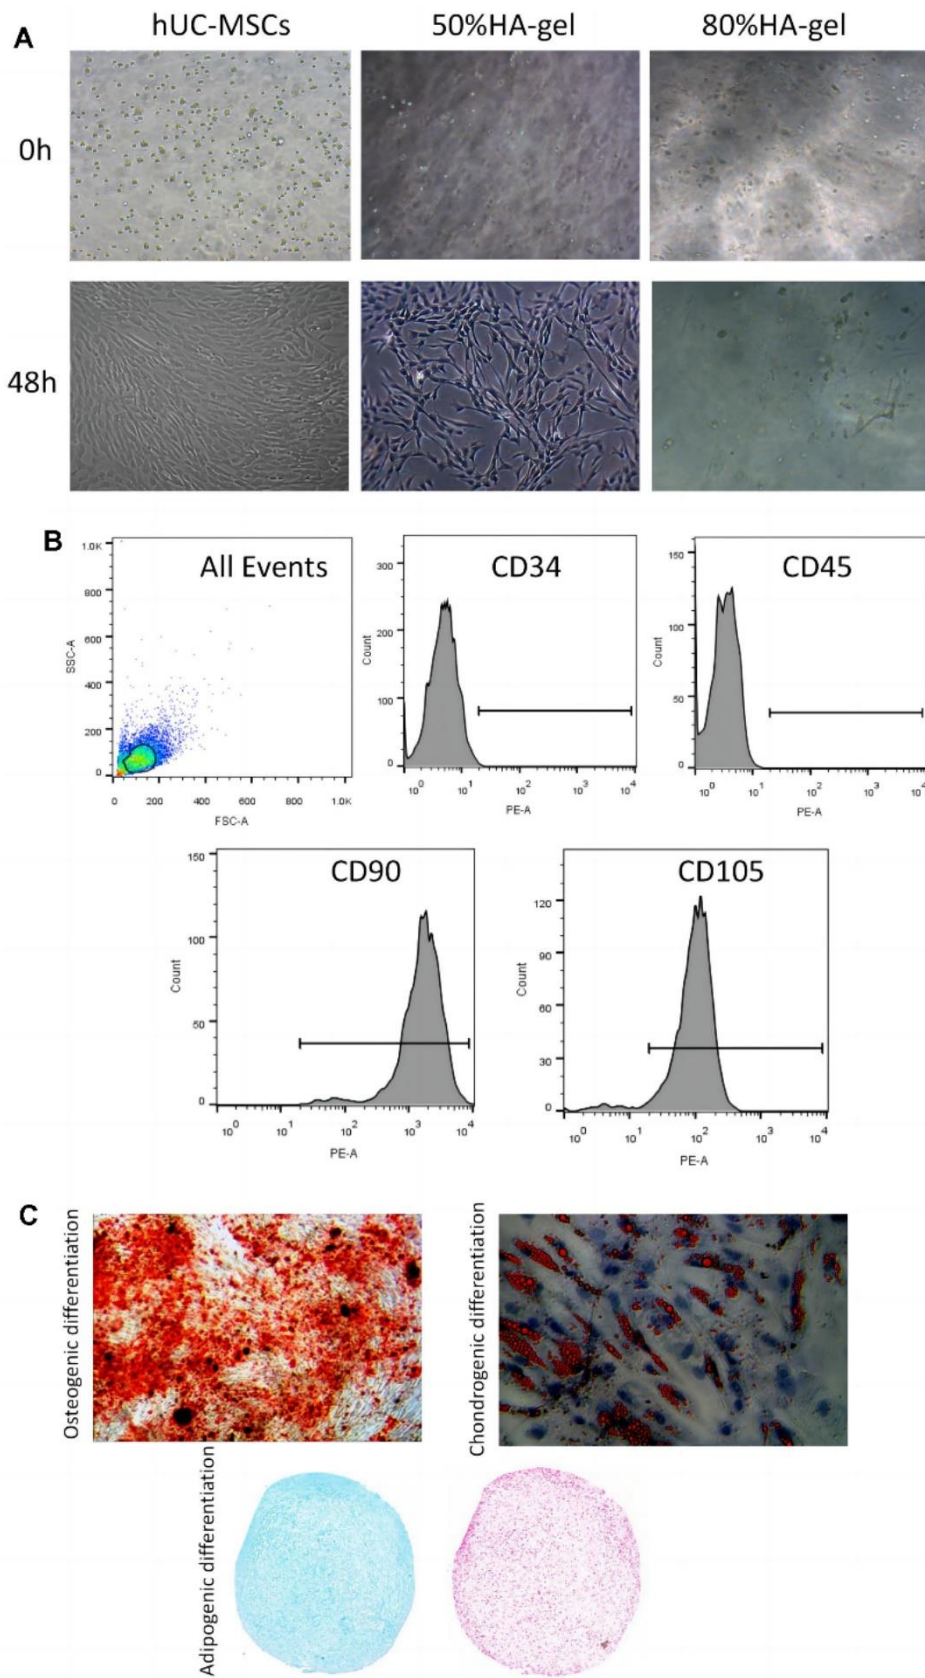 A
hUC-MSCs 50%HA-gel 80%HA-gel
0h
48h
B
All Events
1.0K
800
600
400
200
0
SSC-A
0 200 400 600 800 1.0K
FSC-A
CD34
300
200
100
0
Count
10^0 10^1 10^2 10^3 10^4
PE-A
CD45
150
100
50
0
Count
10^0 10^1 10^2 10^3 10^4
PE-A
CD90
150
100
50
0
Count
10^0 10^1 10^2 10^3 10^4
PE-A
CD105
120
90
60
30
0
Count
10^0 10^1 10^2 10^3 10^4
PE-A
C
Osteogenic differentiation
Chondrogenic differentiation
Adipogenic differentiation